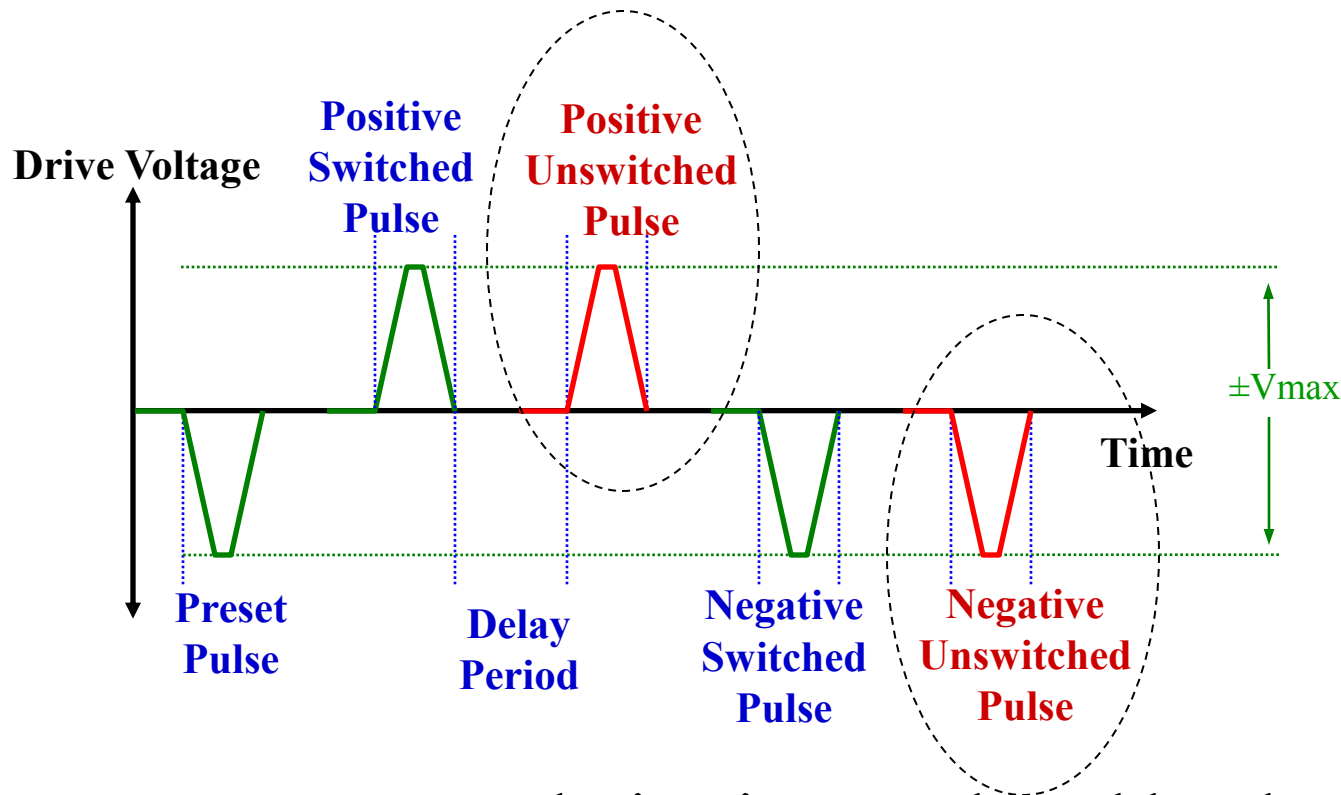 Drive Voltage
Positive
Switched
Pulse
Positive
Unswitched
Pulse
±Vmax
Time
Preset
Pulse
Delay
Period
Negative
Switched
Pulse
Negative
Unswitched
Pulse